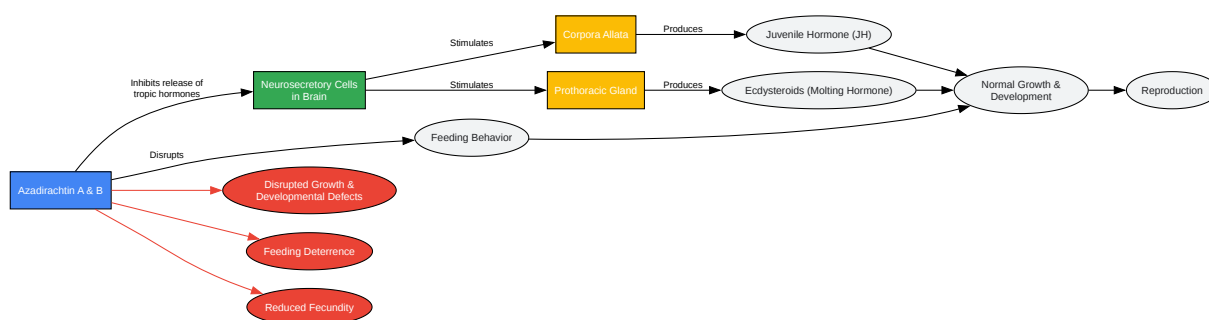 Corpora Allata
Produces
Juvenile Hormone (JH)
Stimulates
Inhibits release of
tropic hormones
Neurosecretory Cells
in Brain
Stimulates
Prothoracic Gland
Produces
Ecdysteroids (Molting Hormone)
Normal Growth &
Development
Reproduction
Feeding Behavior
Disrupts
Azadirachtin A & B
Disrupted Growth &
Developmental Defects
Feeding Deterrence
Reduced Fecundity